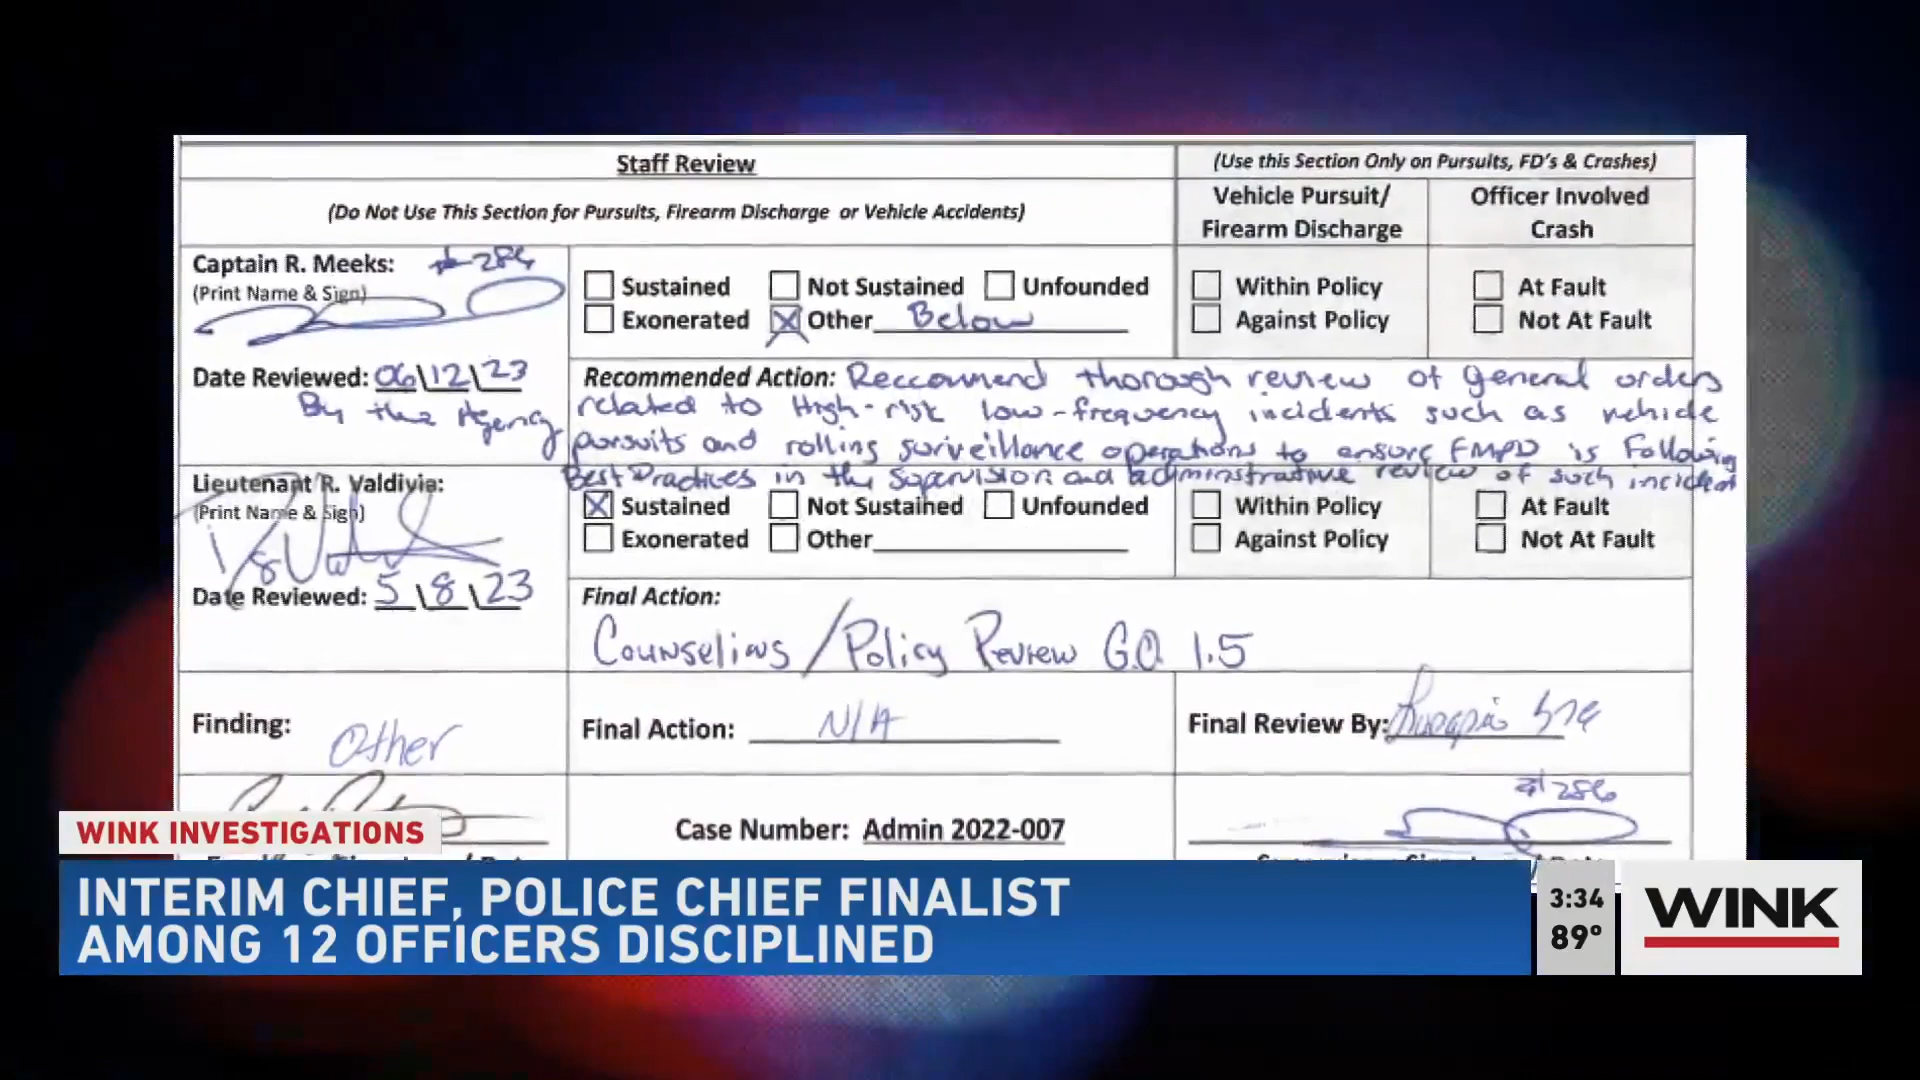 Staff Review
(Use this Section Only on Pursuits, FD's & Crashes)
(Do Not Use This Section for Pursuits, Firearm Discharge or Vehicle Accidents)
Vehicle Pursuit/
Firearm Discharge
Officer Involved
Crash
Captain R. Meeks: #286
(Print Name & Sign)
Sustained Not Sustained Unfounded
Exonerated Other Below
Within Policy
Against Policy
At Fault
Not At Fault
Date Reviewed: 06\12\23
By the Agency
Recommended Action: Reccomend thorough review of general orders
related to High-risk low-frequency incidents such as vehicle
pursuits and rolling surveillance operations to ensure FMPD is Following
Best Practices in the Supervision and administrative review of such incident
Lieutenant R. Valdivia:
(Print Name & Sign)
Sustained Not Sustained Unfounded
Exonerated Other
Within Policy
Against Policy
At Fault
Not At Fault
Date Reviewed: 5\8\23
Final Action:
Counseling/Policy Review G.O. 1.5
Finding: Other
Final Action: N/A
Final Review By:
Case Number: Admin 2022-007
#286
WINK INVESTIGATIONS
INTERIM CHIEF, POLICE CHIEF FINALIST
AMONG 12 OFFICERS DISCIPLINED
3:34
89°
WINK